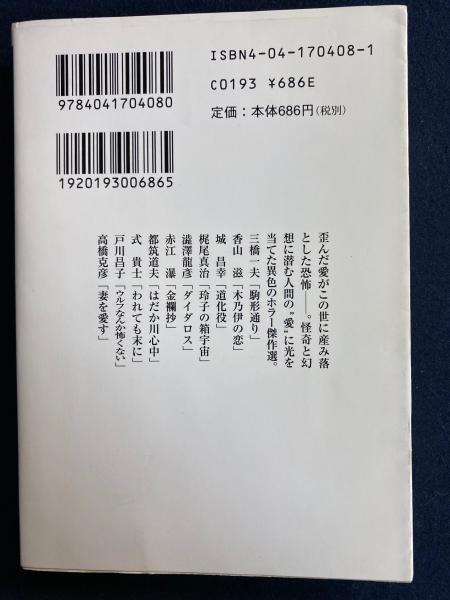 ISBN4-04-170408-1
C0193 ¥686E
定価：本体686円（税別）
9784041704080
1920193006865
歪んだ愛がこの世に産み落
とした恐怖――。怪奇と幻
想に潜む人間の〝愛〟に光を
当てた異色のホラー傑作選。
三橋一夫「駒形通り」
香山 滋「木乃伊の恋」
城 昌幸「道化役」
梶尾真治「玲子の箱宇宙」
澁澤龍彦「ダイダロス」
赤江 瀑「金襴抄」
都筑道夫「はだか川心中」
式 貴士「われても末に」
戸川昌子「ウルフなんか怖くない」
高橋克彦「妻を愛す」